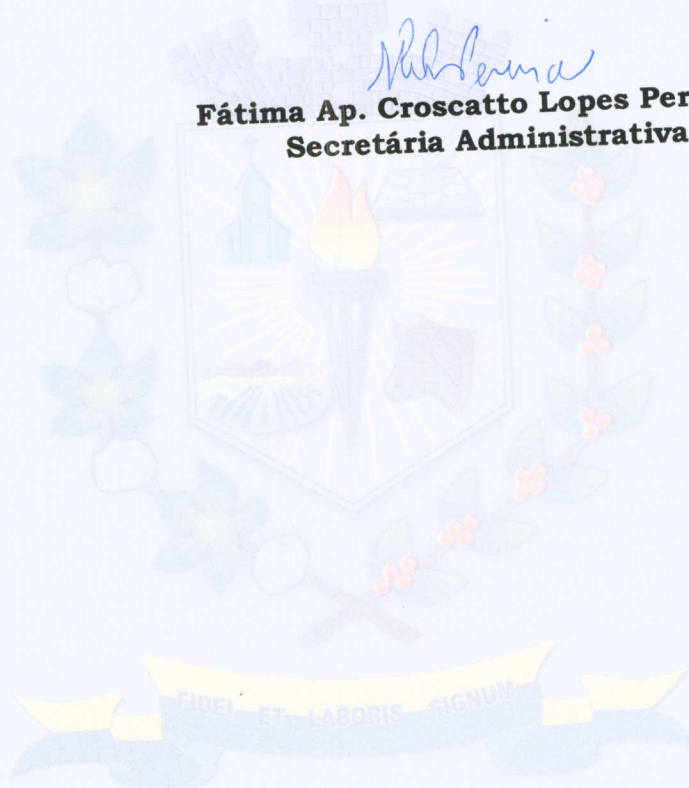 Fátima Ap. Croscatto Lopes Per
Secretária Administrativa
FIDEI ET LABORIS SIGNUM